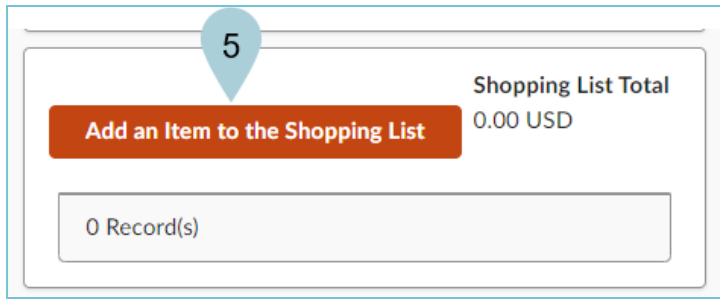 5
Shopping List Total
Add an Item to the Shopping List
0.00 USD
0 Record(s)